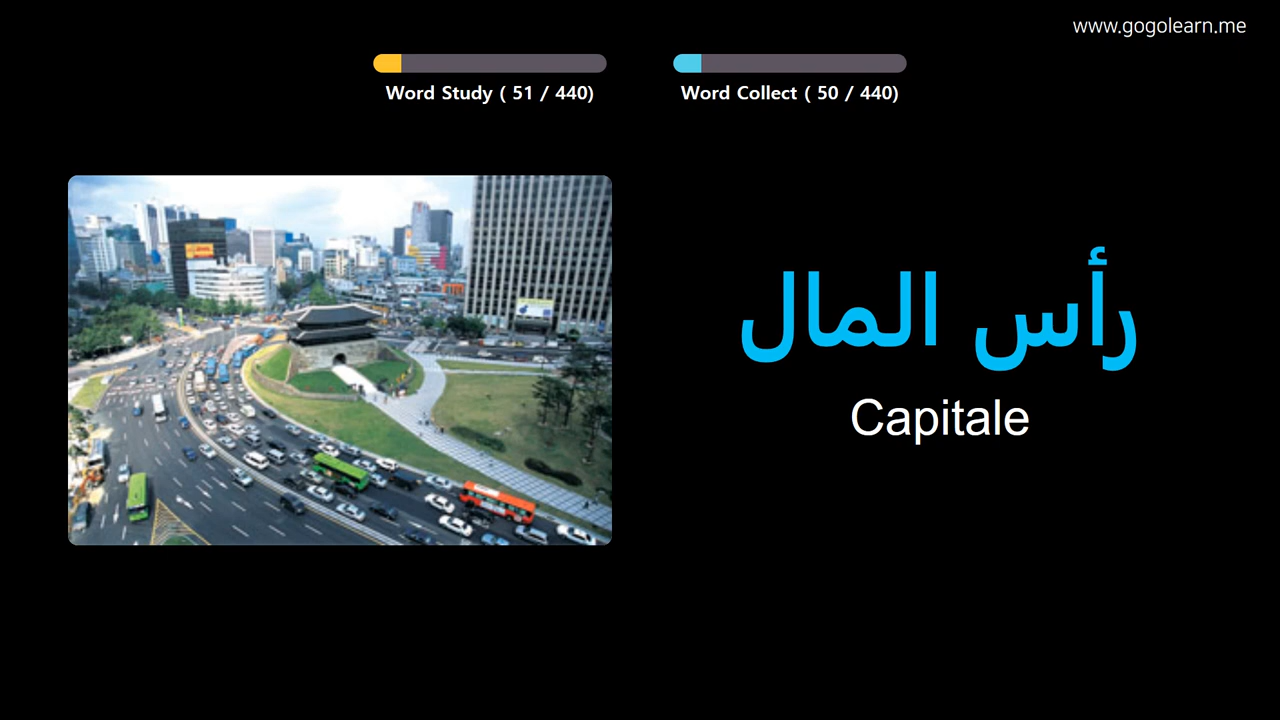 www.gogolearn.me
Word Study ( 51 / 440)
Word Collect ( 50 / 440)
رأس المال
Capitale